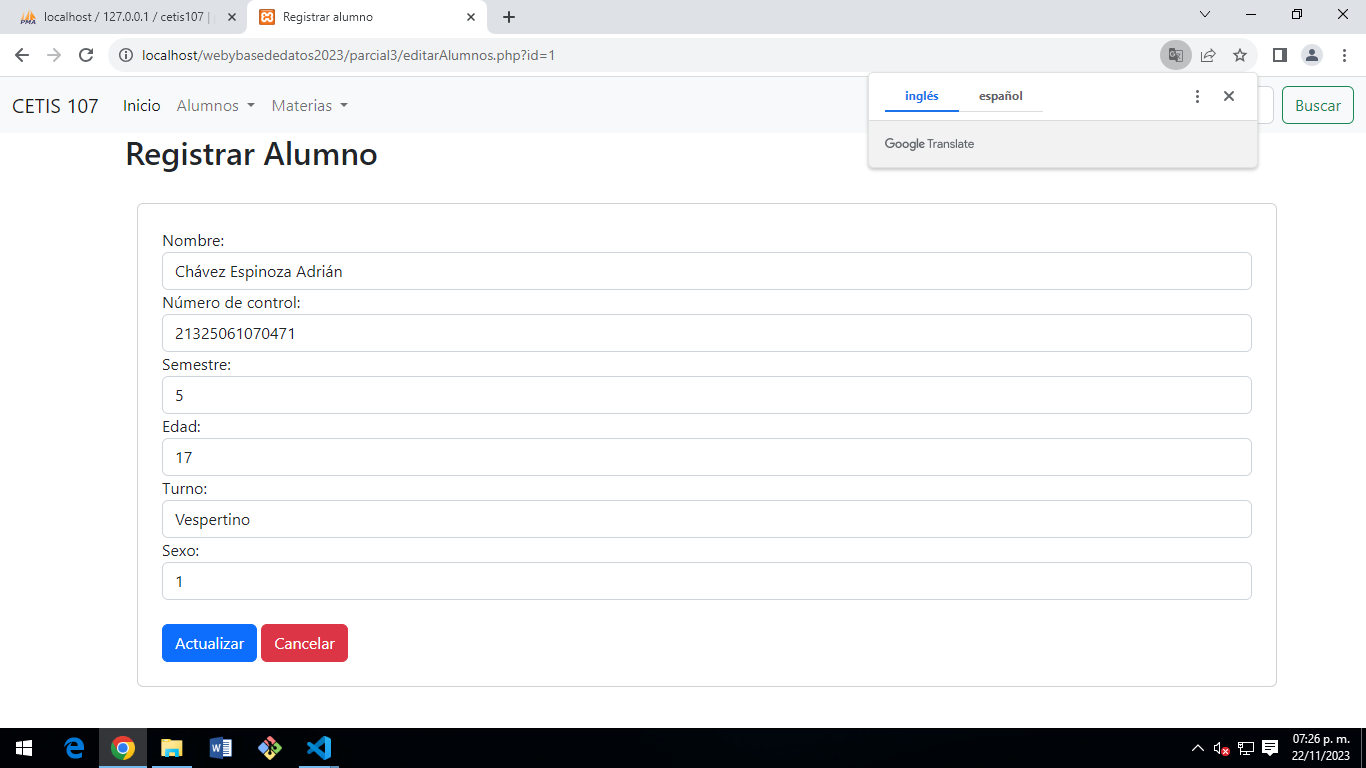 localhost / 127.0.0.1 / cetis107 |
Registrar alumno
localhost/webybasededatos2023/parcial3/editarAlumnos.php?id=1
CETIS 107 Inicio Alumnos Materias
Buscar
inglés español
Google Translate
Registrar Alumno
Nombre:
Chávez Espinoza Adrián
Número de control:
21325061070471
Semestre:
5
Edad:
17
Turno:
Vespertino
Sexo:
1
Actualizar Cancelar
07:26 p. m.
22/11/2023